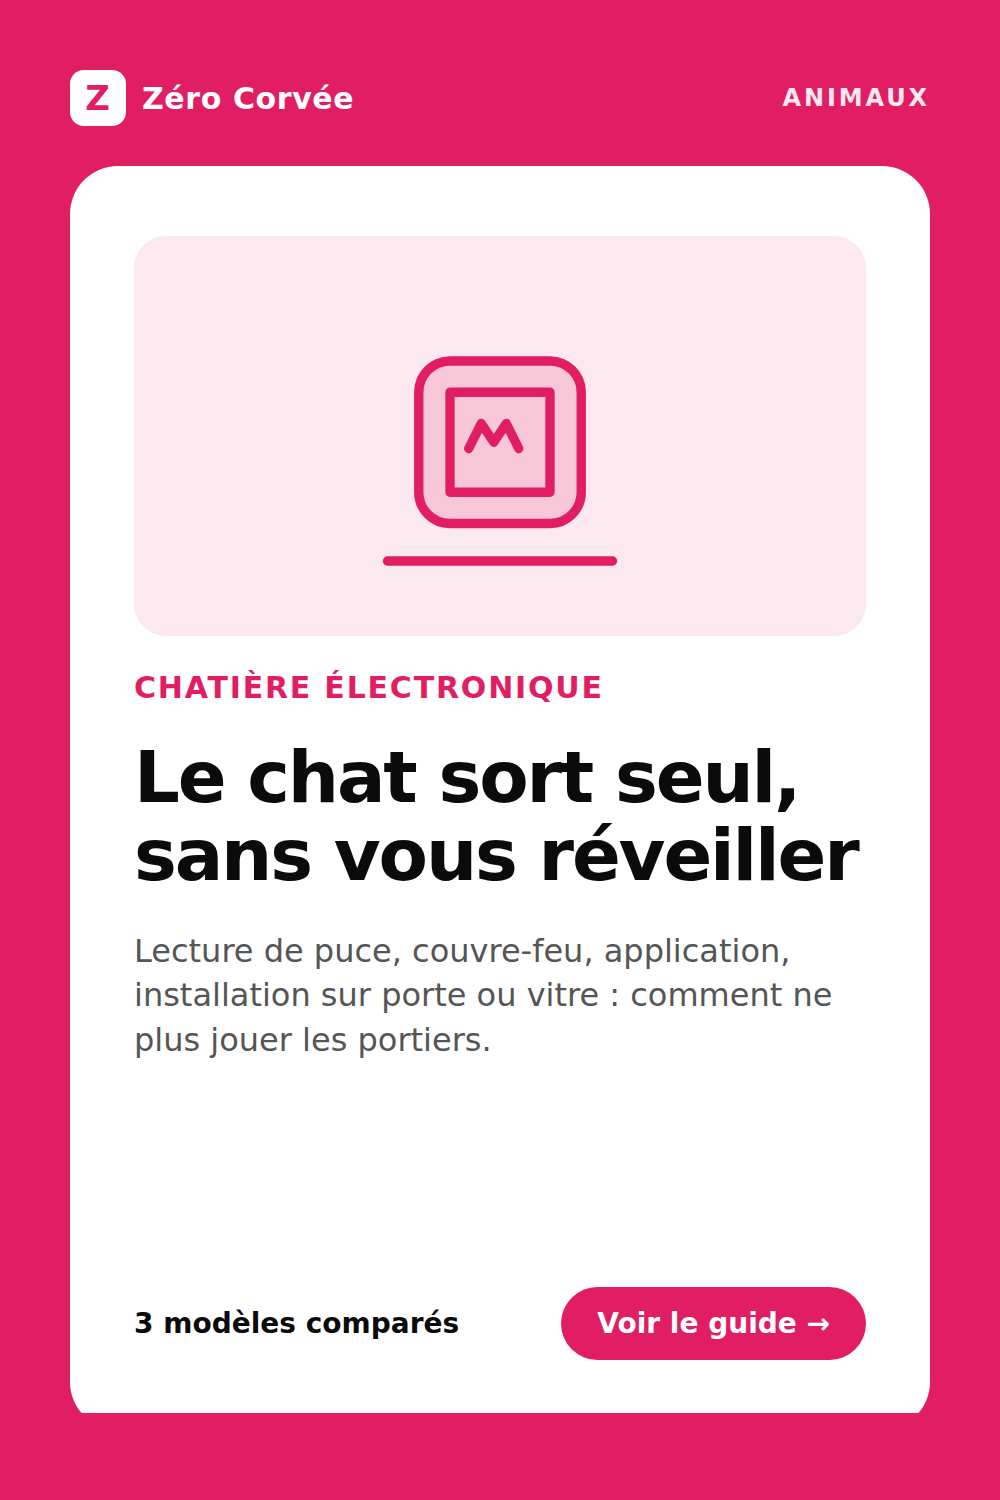 Z Zéro Corvée
ANIMAUX
CHATIÈRE ÉLECTRONIQUE
Le chat sort seul,
sans vous réveiller
Lecture de puce, couvre-feu, application,
installation sur porte ou vitre : comment ne
plus jouer les portiers.
3 modèles comparés
Voir le guide →